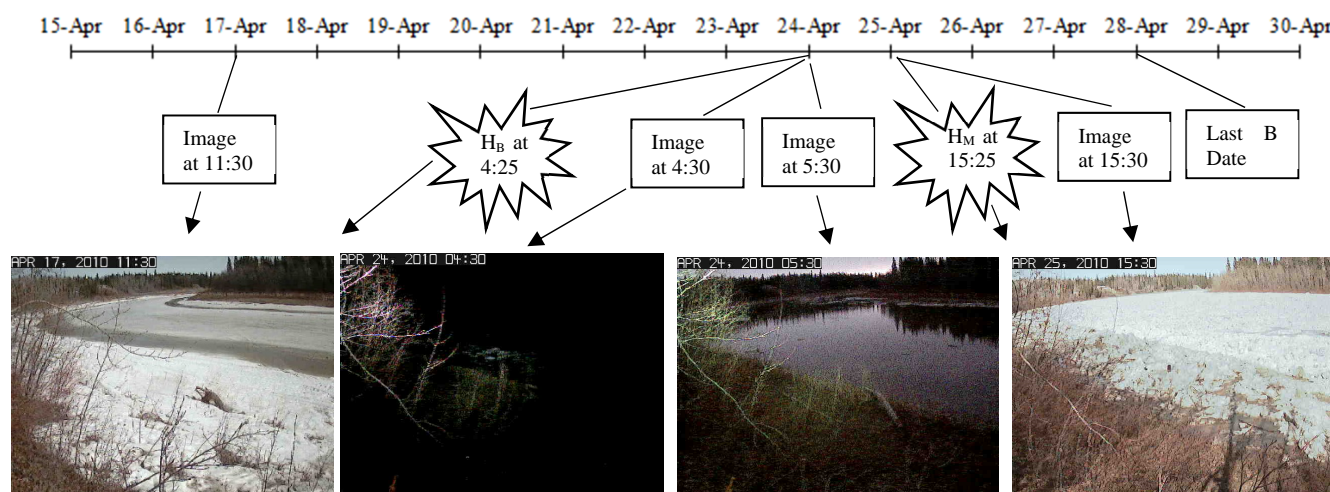 15-Apr 16-Apr 17-Apr 18-Apr 19-Apr 20-Apr 21-Apr 22-Apr 23-Apr 24-Apr 25-Apr 26-Apr 27-Apr 28-Apr 29-Apr 30-Apr
Image
at 11:30
H_B at
4:25
Image
at 4:30
Image
at 5:30
H_M at
15:25
Image
at 15:30
Last B
Date
APR 17, 2010 11:30
APR 24, 2010 04:30
APR 24, 2010 05:30
APR 25, 2010 15:30